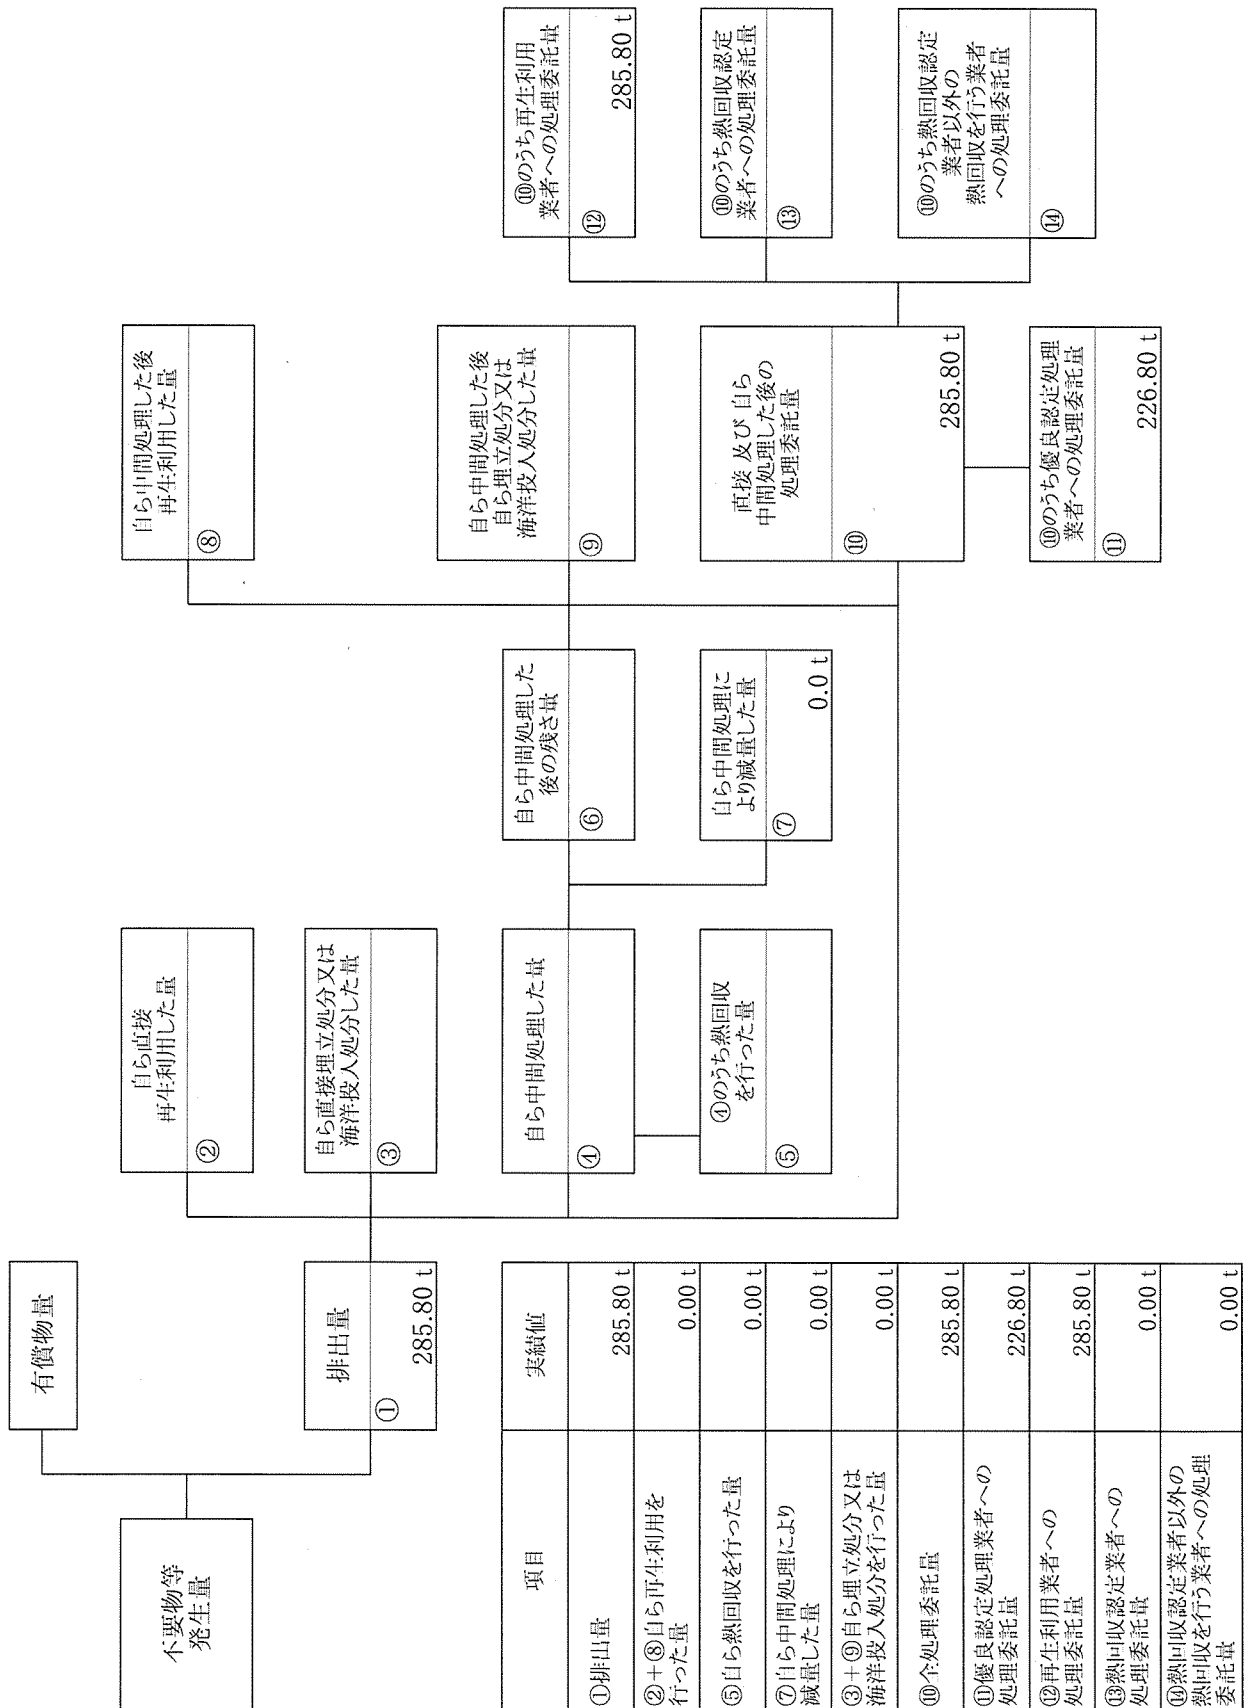 不要物等
発生量
有償物量
排出量
①
285.80 t
自ら直接
再生利用した量
②
自ら直接埋立処分又は
海洋投入処分した量
③
自ら中間処理した量
④
④のうち熱回収
を行った量
⑤
自ら中間処理した
後の残さ量
⑥
自ら中間処理に
より減量した量
⑦
0.0 t
自ら中間処理した後
再生利用した量
⑧
自ら中間処理した後
自ら埋立処分又は
海洋投入処分した量
⑨
直接 及び 自ら
中間処理した後の
処理委託量
⑩
285.80 t
⑩のうち優良認定処理
業者への処理委託量
⑪
226.80 t
⑩のうち再生利用
業者への処理委託量
⑫
285.80 t
⑩のうち熱回収認定
業者への処理委託量
⑬
⑩のうち熱回収認定
業者以外の
熱回収を行う業者
への処理委託量
⑭
項目
実績値
①排出量
285.80 t
②+⑧自ら再生利用を
行った量
0.00 t
⑤自ら熱回収を行った量
0.00 t
⑦自ら中間処理により
減量した量
0.00 t
③+⑨自ら埋立処分又は
海洋投入処分を行った量
0.00 t
⑩全処理委託量
285.80 t
⑪優良認定処理業者への
処理委託量
226.80 t
⑫再生利用業者への
処理委託量
285.80 t
⑬熱回収認定業者への
処理委託量
0.00 t
⑭熱回収認定業者以外の
熱回収を行う業者への処理
委託量
0.00 t